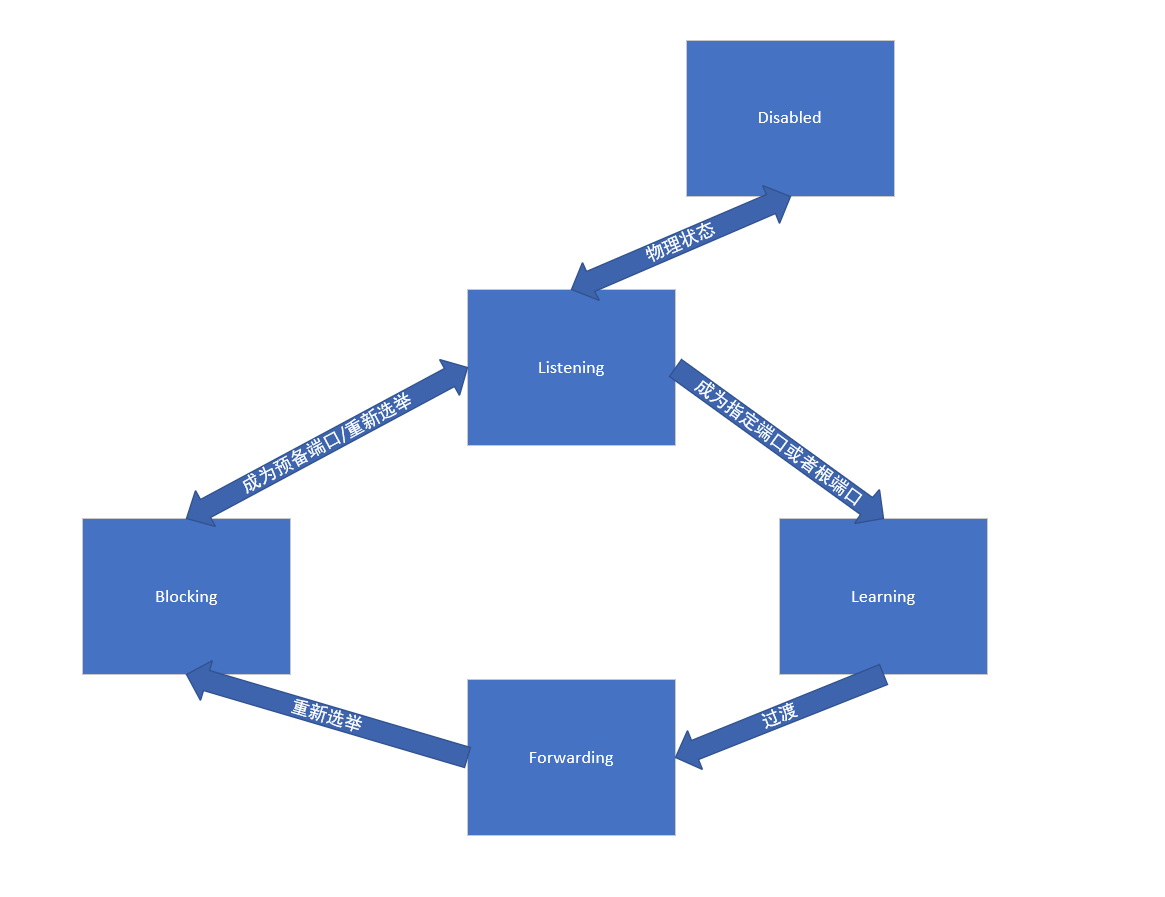 Disabled
物理状态
Listening
成为预备端口/重新选举
成为指定端口或者根端口
Blocking
Learning
重新选举
过渡
Forwarding